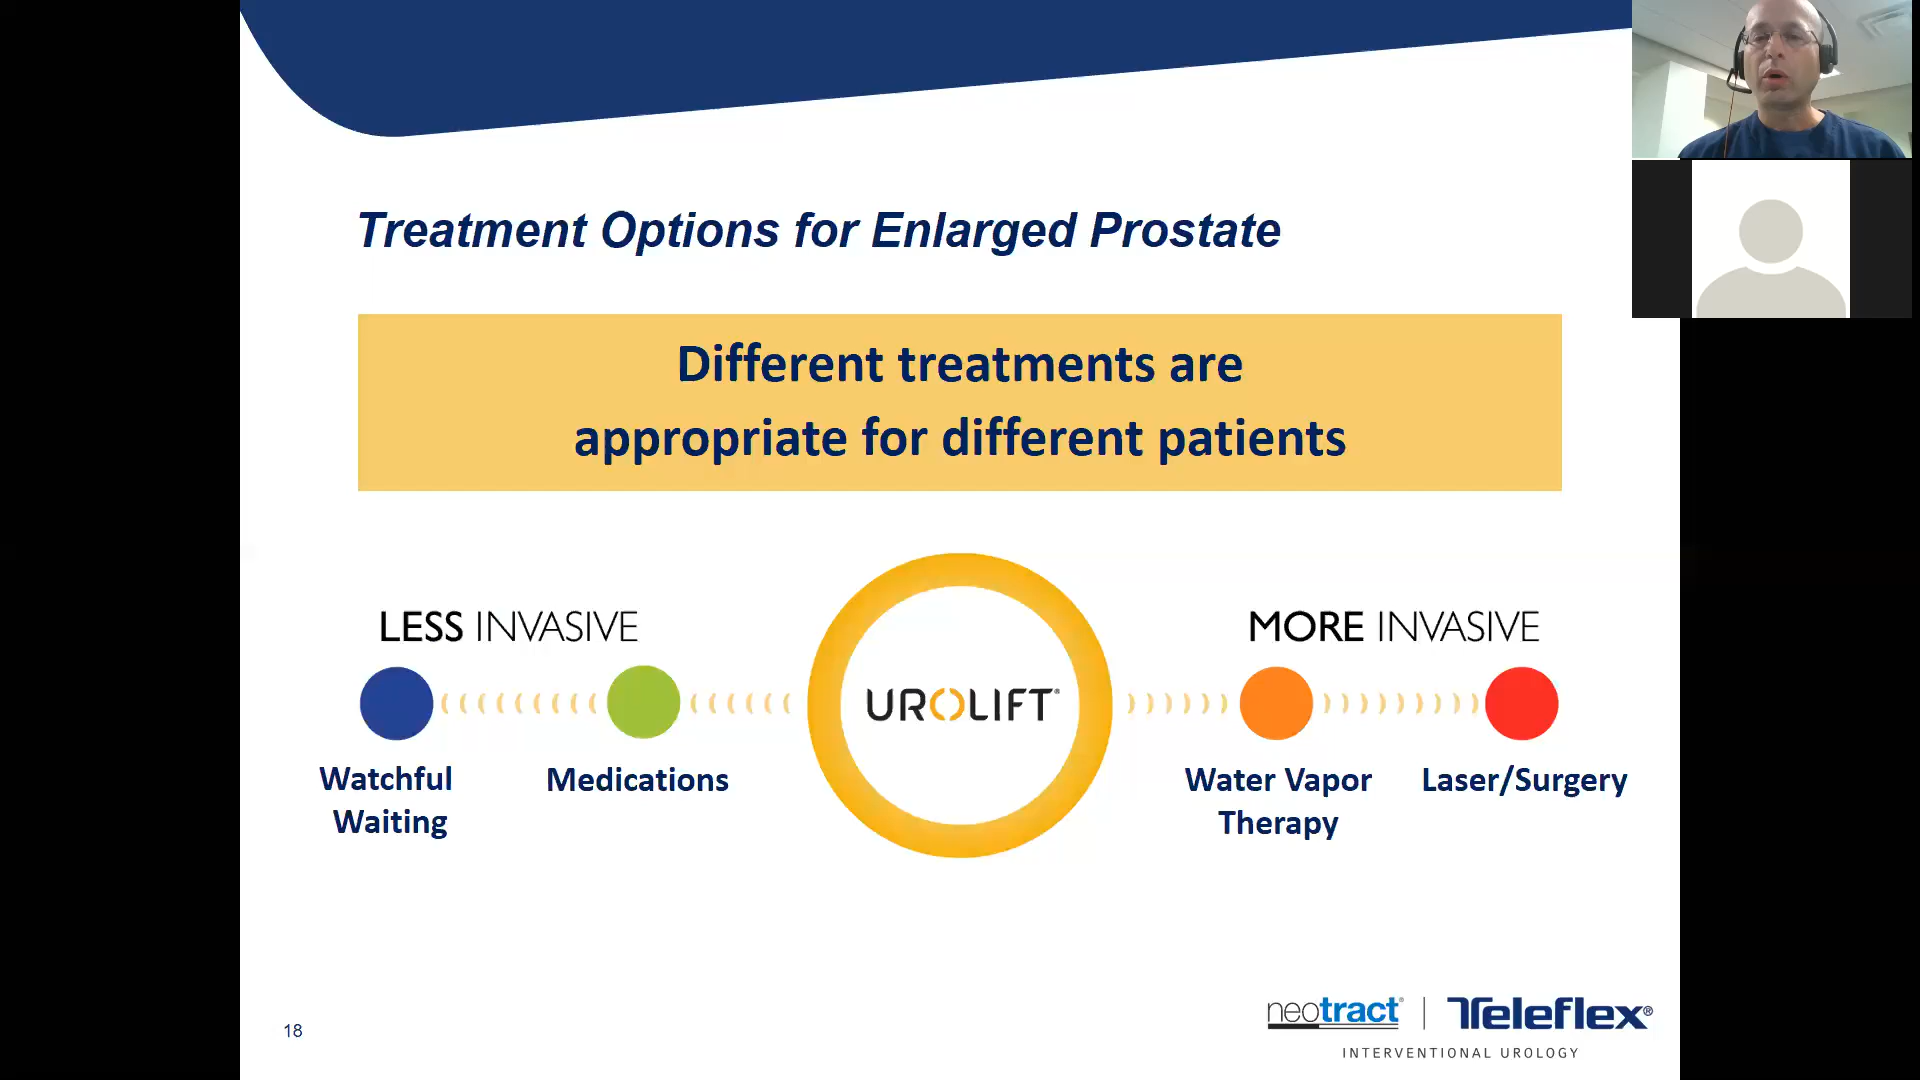 Treatment Options for Enlarged Prostate
Different treatments are
appropriate for different patients
LESS INVASIVE
MORE INVASIVE
UROLIFT®
Watchful
Waiting
Medications
Water Vapor
Therapy
Laser/Surgery
18
neotract® | Teleflex®
INTERVENTIONAL UROLOGY